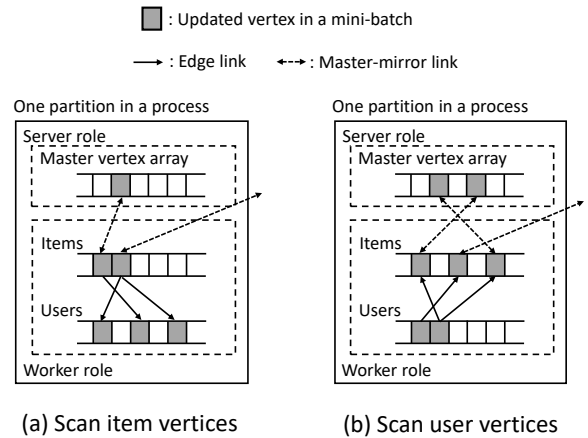 : Updated vertex in a mini-batch
: Edge link
: Master-mirror link
One partition in a process
Server role
Master vertex array
Items
Users
Worker role
(a) Scan item vertices
One partition in a process
Server role
Master vertex array
Items
Users
Worker role
(b) Scan user vertices